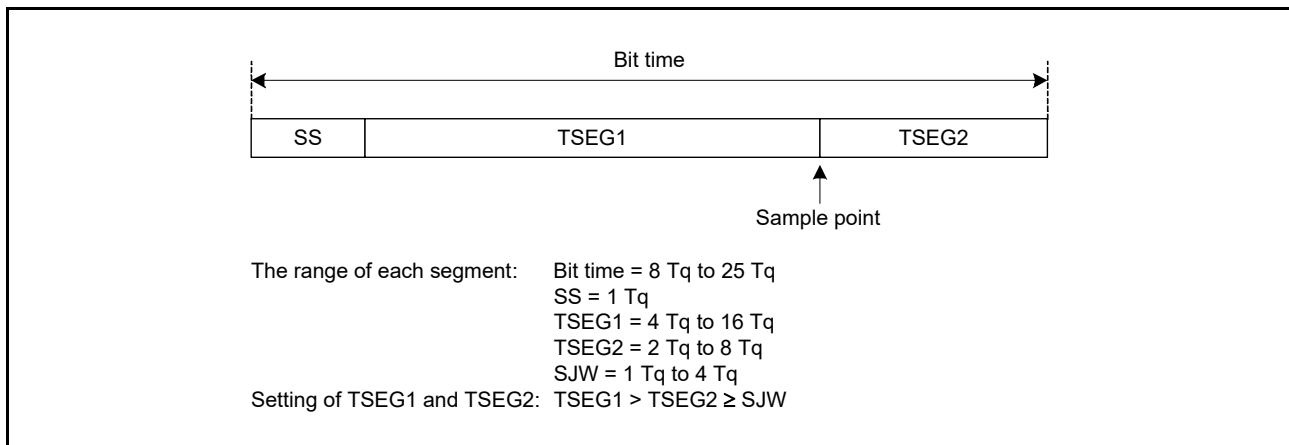 Bit time
SS
TSEG1
TSEG2
Sample point
The range of each segment: Bit time = 8 Tq to 25 Tq
SS = 1 Tq
TSEG1 = 4 Tq to 16 Tq
TSEG2 = 2 Tq to 8 Tq
SJW = 1 Tq to 4 Tq
Setting of TSEG1 and TSEG2: TSEG1 > TSEG2 ≥ SJW